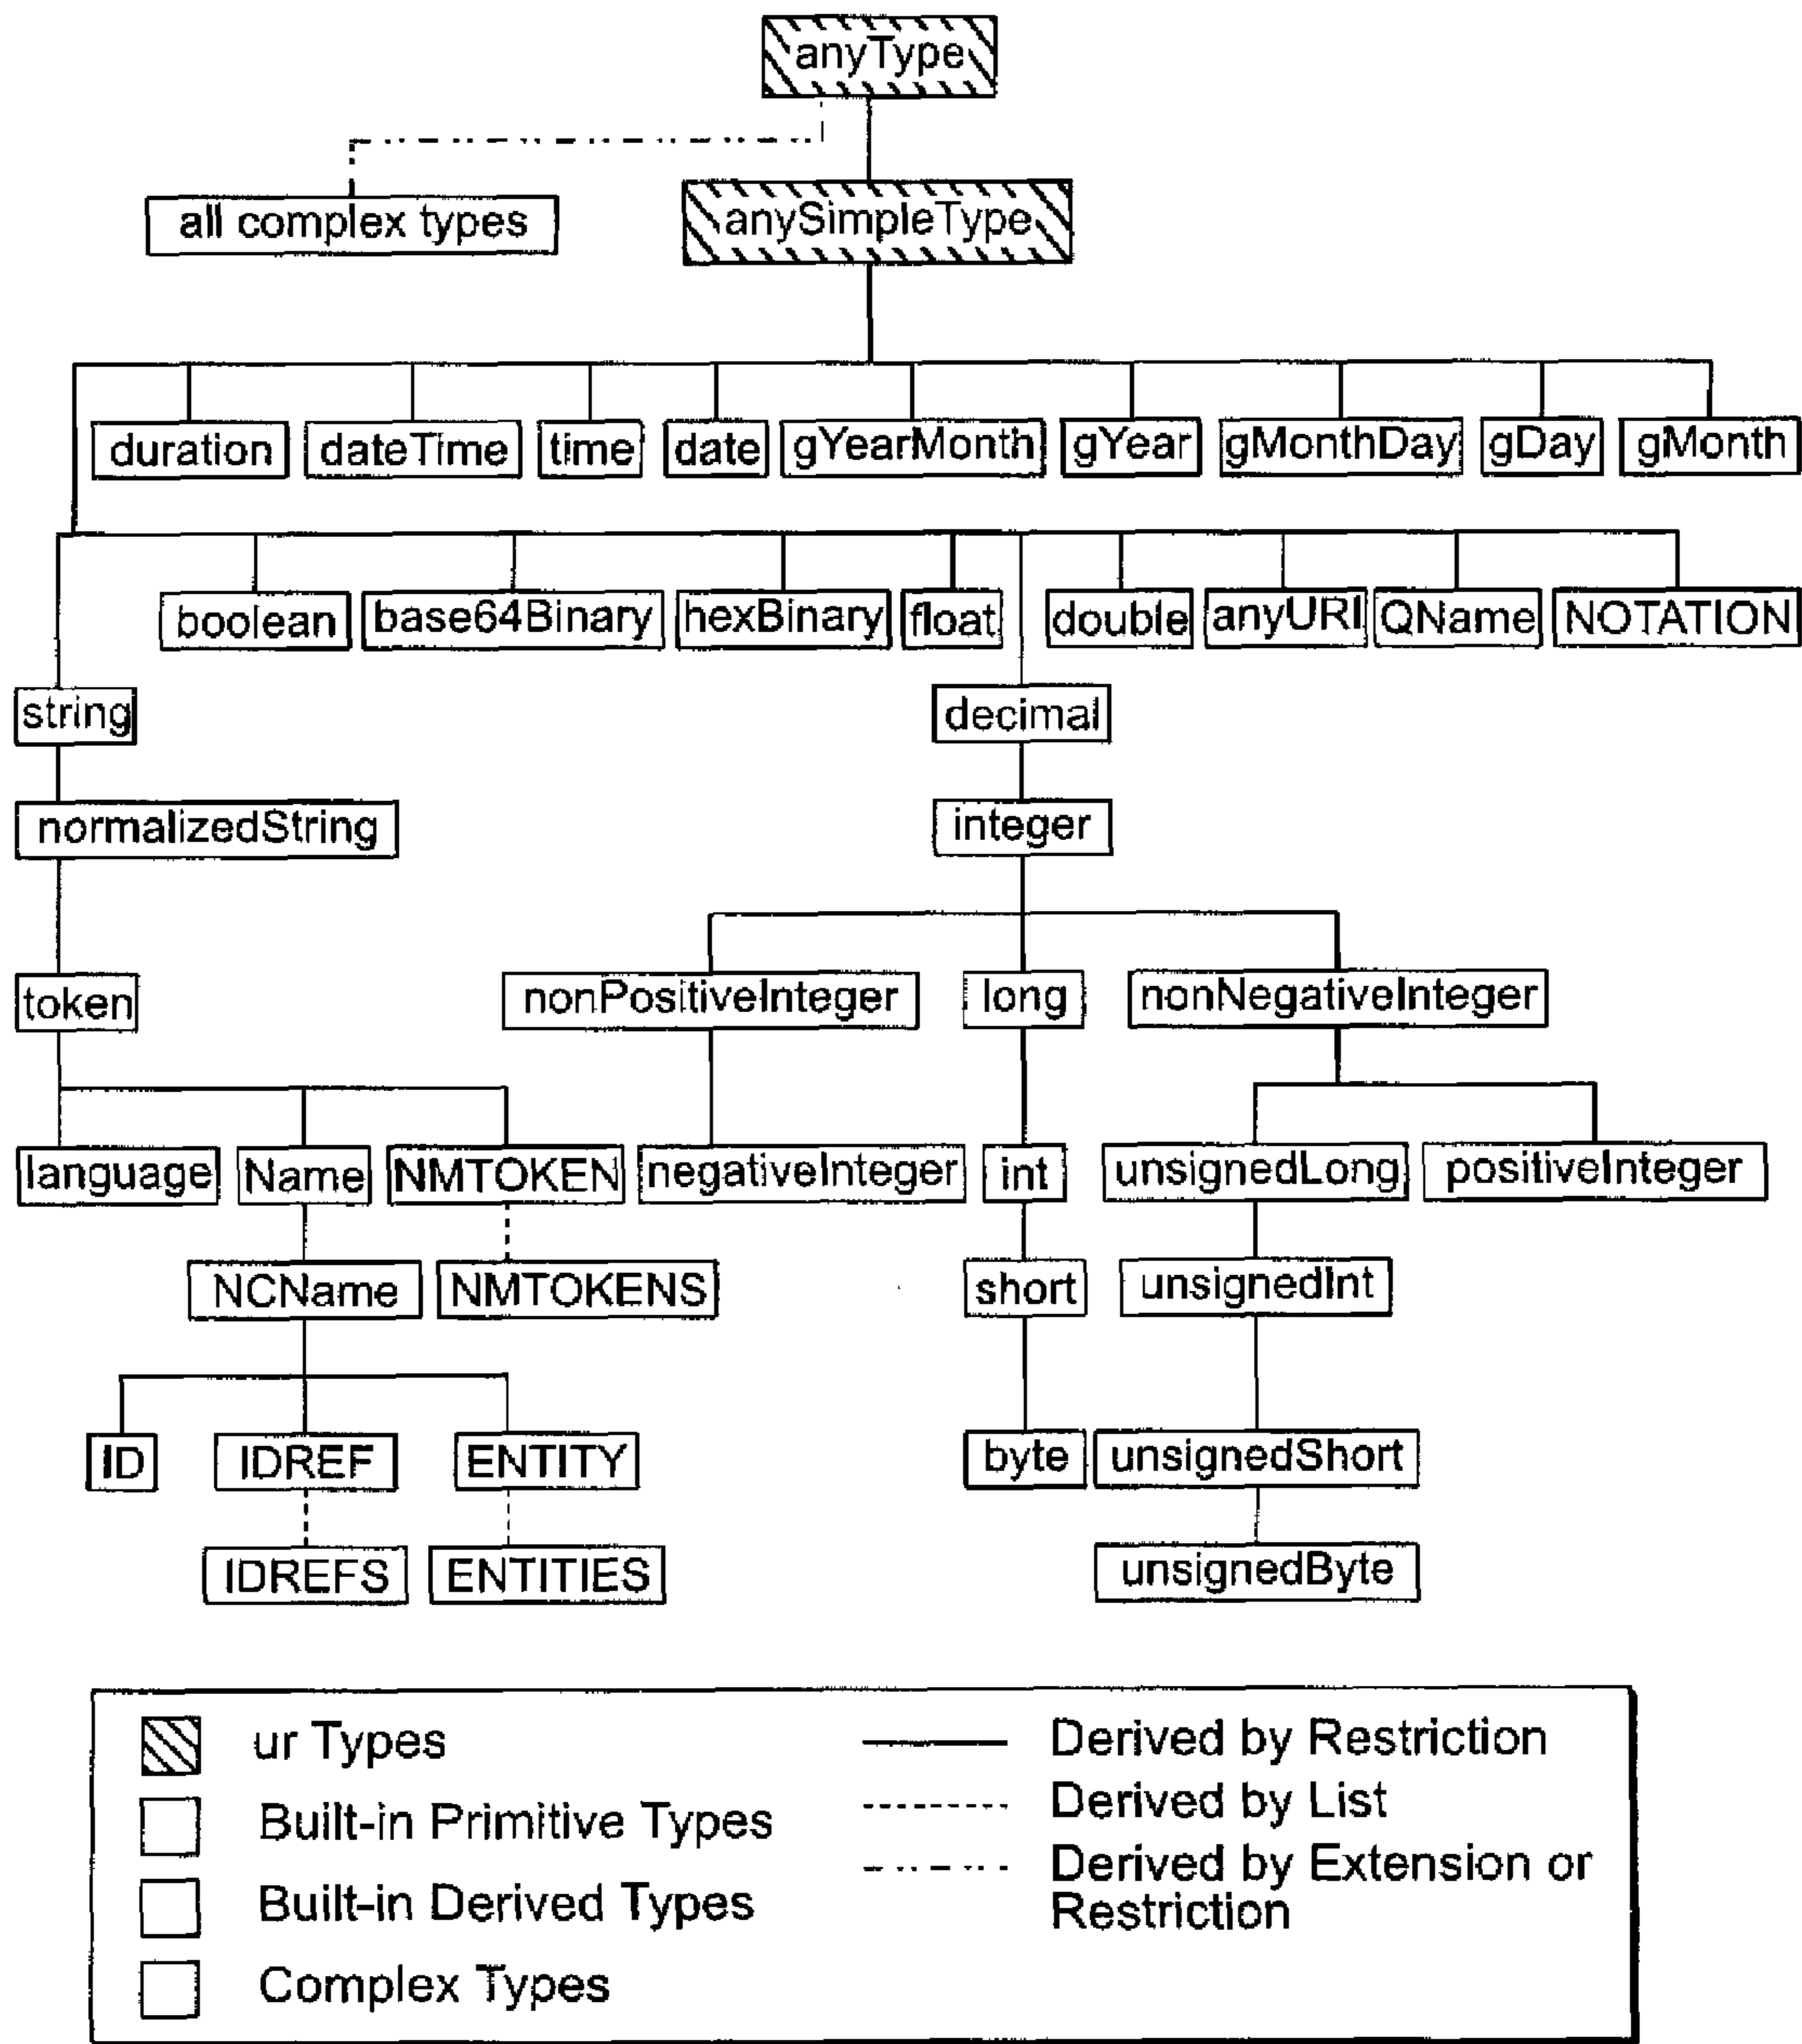 anyType
all complex types
anySimpleType
duration dateTime time date gYearMonth gYear gMonthDay gDay gMonth
boolean base64Binary hexBinary float double anyURI QName NOTATION
string decimal
normalizedString integer
token nonPositiveInteger long nonNegativeInteger
language Name NMTOKEN negativeInteger int unsignedLong positiveInteger
NCName NMTOKENS short unsignedInt
ID IDREF ENTITY byte unsignedShort
IDREFS ENTITIES unsignedByte
ur Types
Built-in Primitive Types
Built-in Derived Types
Complex Types
Derived by Restriction
Derived by List
Derived by Extension or
Restriction